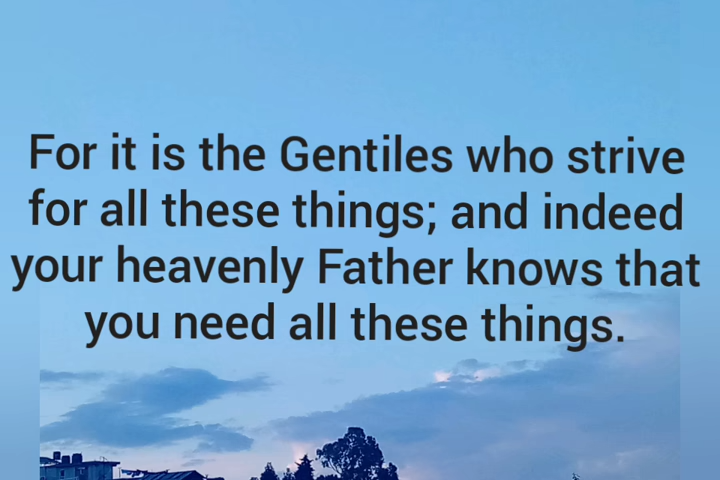 For it is the Gentiles who strive
for all these things; and indeed
your heavenly Father knows that
you need all these things.